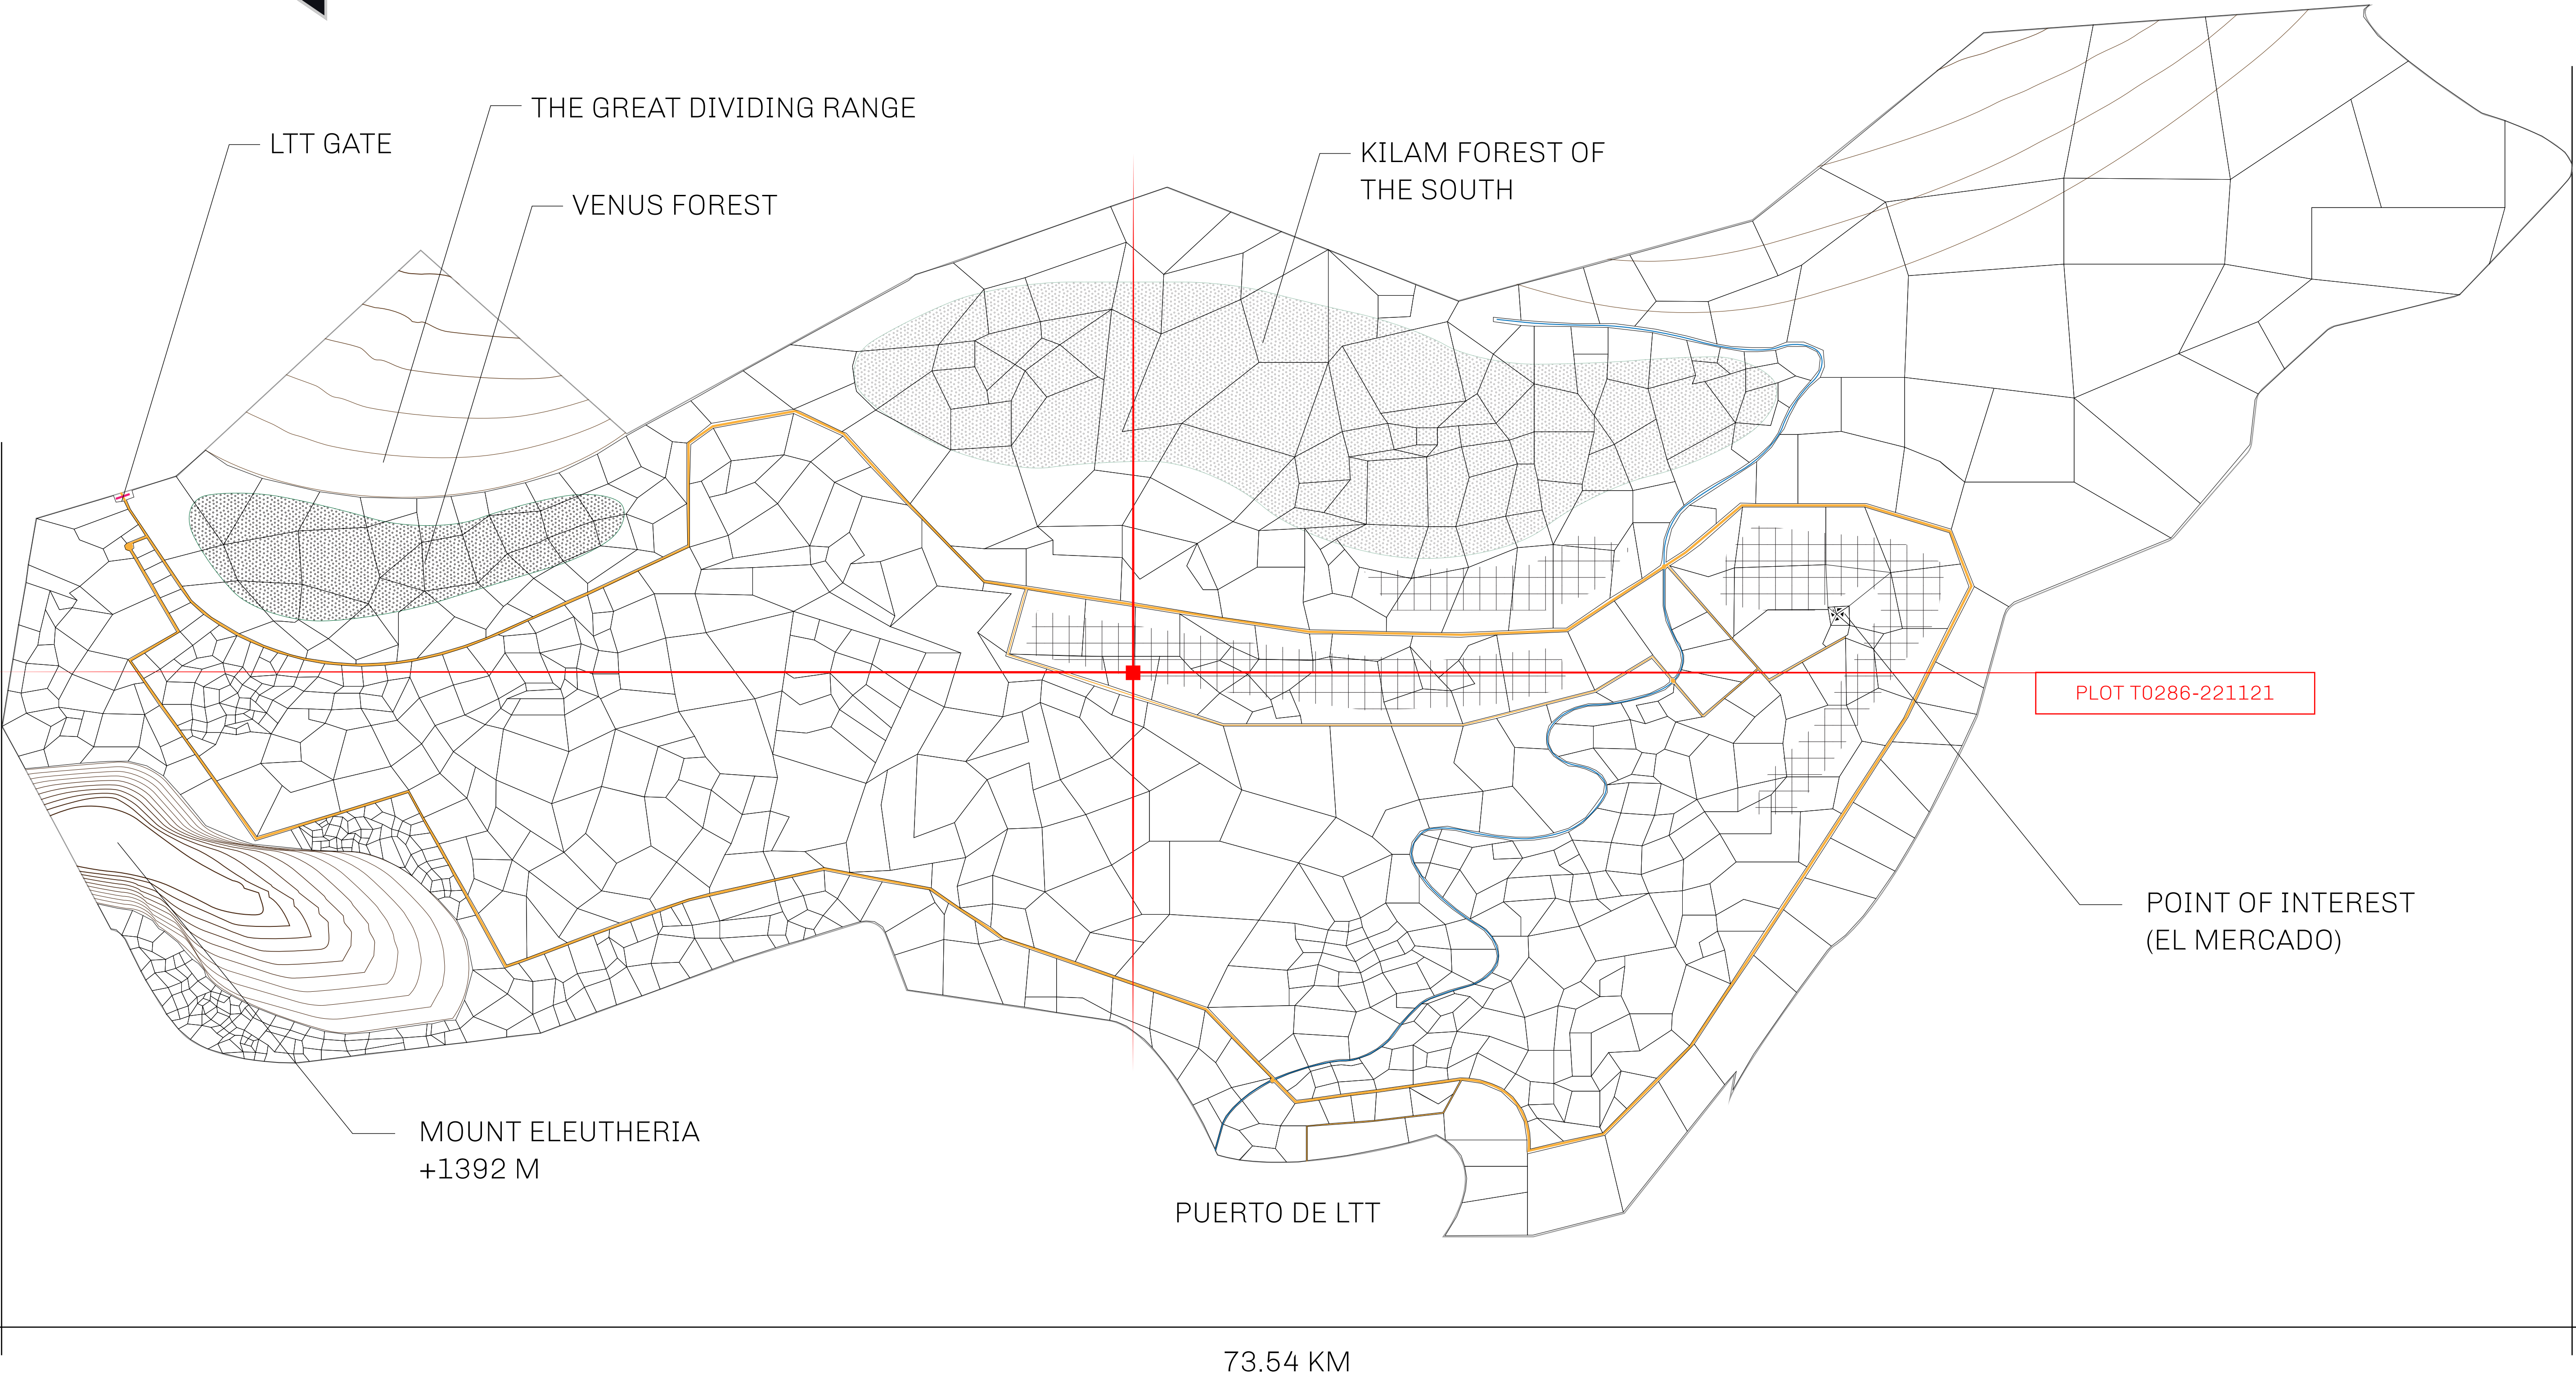 THE GREAT DIVIDING RANGE
LTT GATE
VENUS FOREST
KILAM FOREST OF
THE SOUTH
PLOT T0286-221121
POINT OF INTEREST
(EL MERCADO)
MOUNT ELEUTHERIA
+1392 M
PUERTO DE LTT
73.54 KM